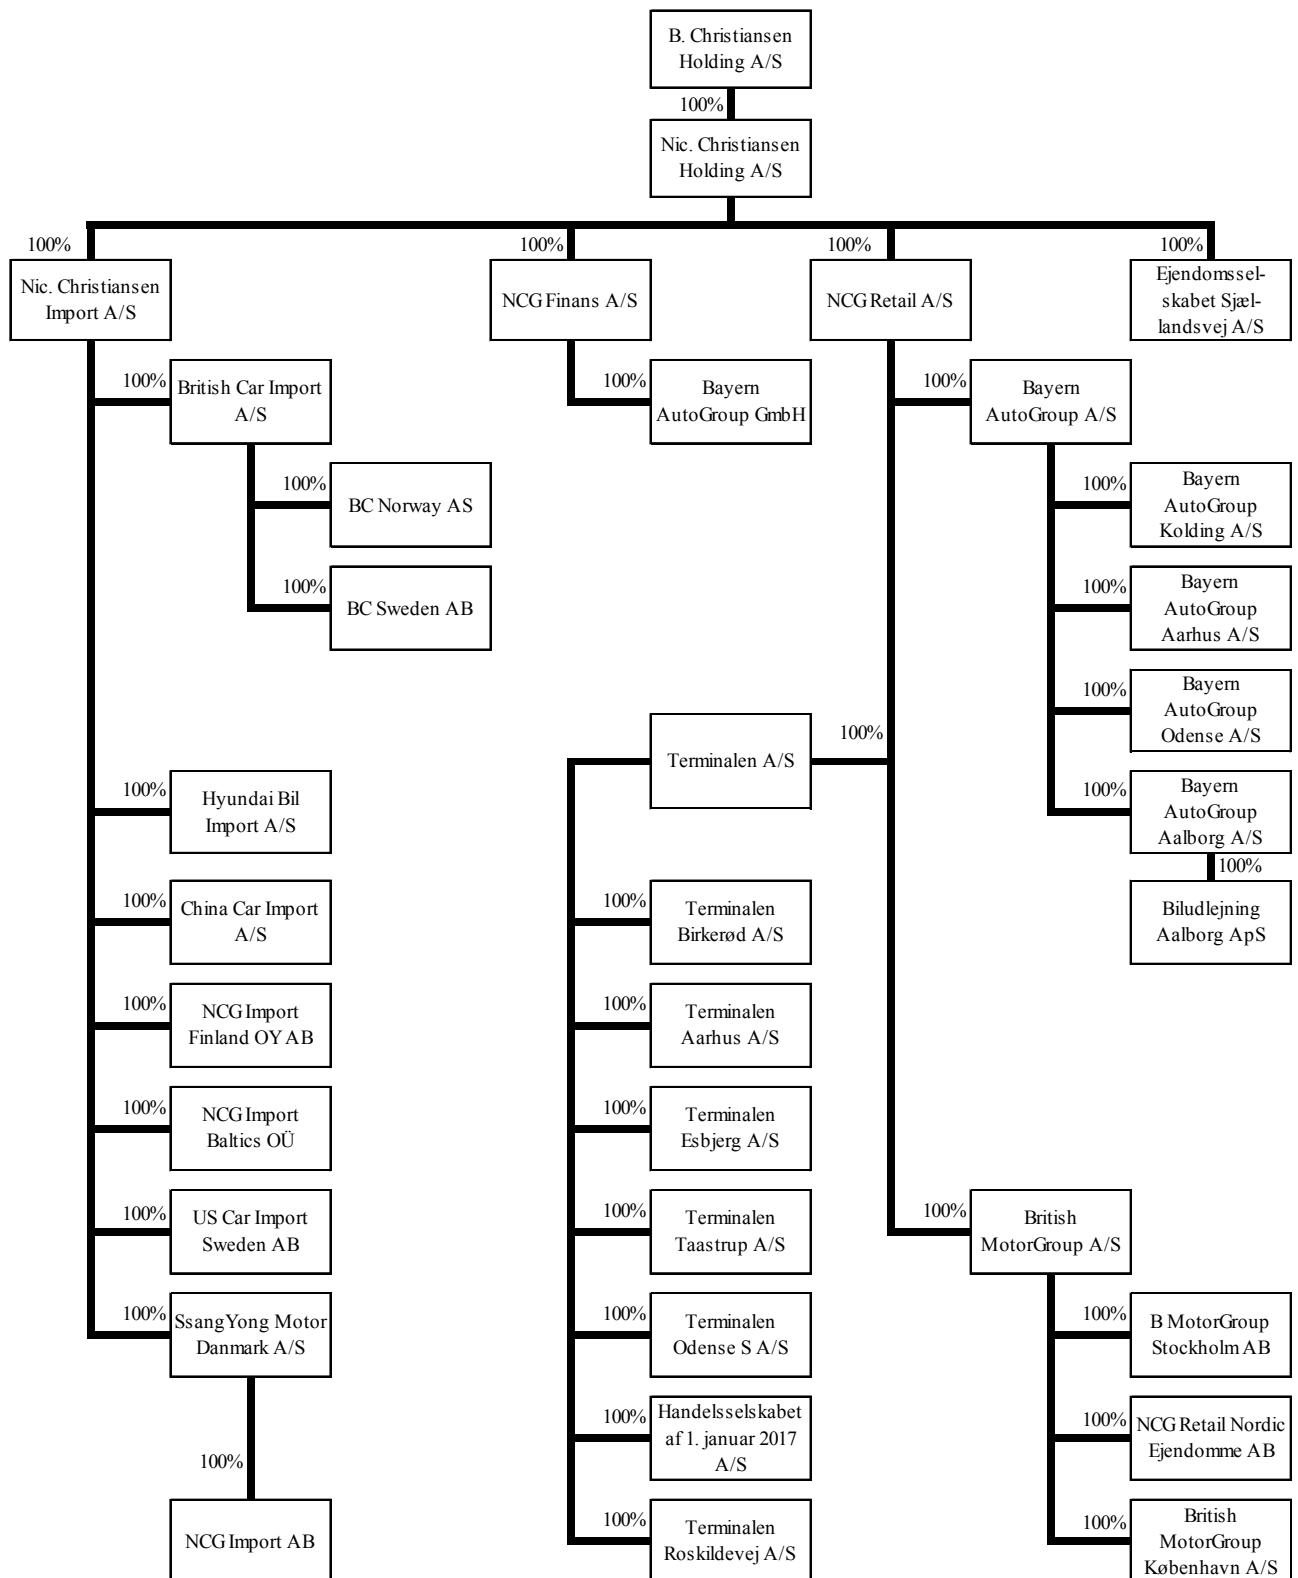 B. Christiansen
Holding A/S
100%
Nic. Christiansen
Holding A/S
100%
100%
100%
100%
Nic. Christiansen
Import A/S
NCG Finans A/S
NCG Retail A/S
Ejendomssel-
skabet Sjæl-
landsvej A/S
100%
British Car Import
A/S
100%
Bayern
AutoGroup GmbH
100%
Bayern
AutoGroup A/S
100%
BC Norway AS
100%
Bayern
AutoGroup
Kolding A/S
100%
BC Sweden AB
100%
Bayern
AutoGroup
Aarhus A/S
100%
Bayern
AutoGroup
Odense A/S
Terminalen A/S
100%
100%
Hyundai Bil
Import A/S
100%
Bayern
AutoGroup
Aalborg A/S
100%
Biludlejning
Aalborg ApS
100%
China Car Import
A/S
100%
Terminalen
Birkerød A/S
100%
NCG Import
Finland OY AB
100%
Terminalen
Aarhus A/S
100%
NCG Import
Baltics OÜ
100%
Terminalen
Esbjerg A/S
100%
US Car Import
Sweden AB
100%
Terminalen
Taastrup A/S
100%
British
MotorGroup A/S
100%
SsangYong Motor
Danmark A/S
100%
Terminalen
Odense S A/S
100%
B MotorGroup
Stockholm AB
100%
Handelsselskabet
af 1. januar 2017
A/S
100%
NCG Retail Nordic
Ejendomme AB
100%
NCG Import AB
100%
Terminalen
Roskildevej A/S
100%
British
MotorGroup
København A/S